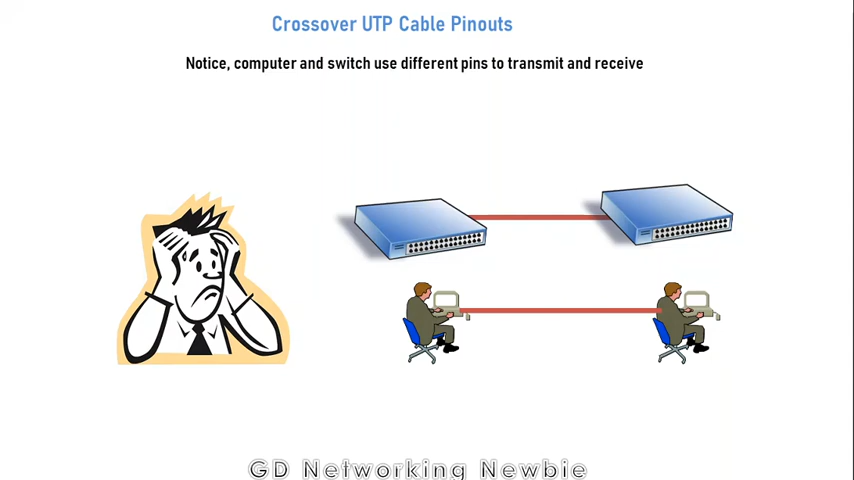 Crossover UTP Cable Pinouts
Notice, computer and switch use different pins to transmit and receive
GD Networking Newbie